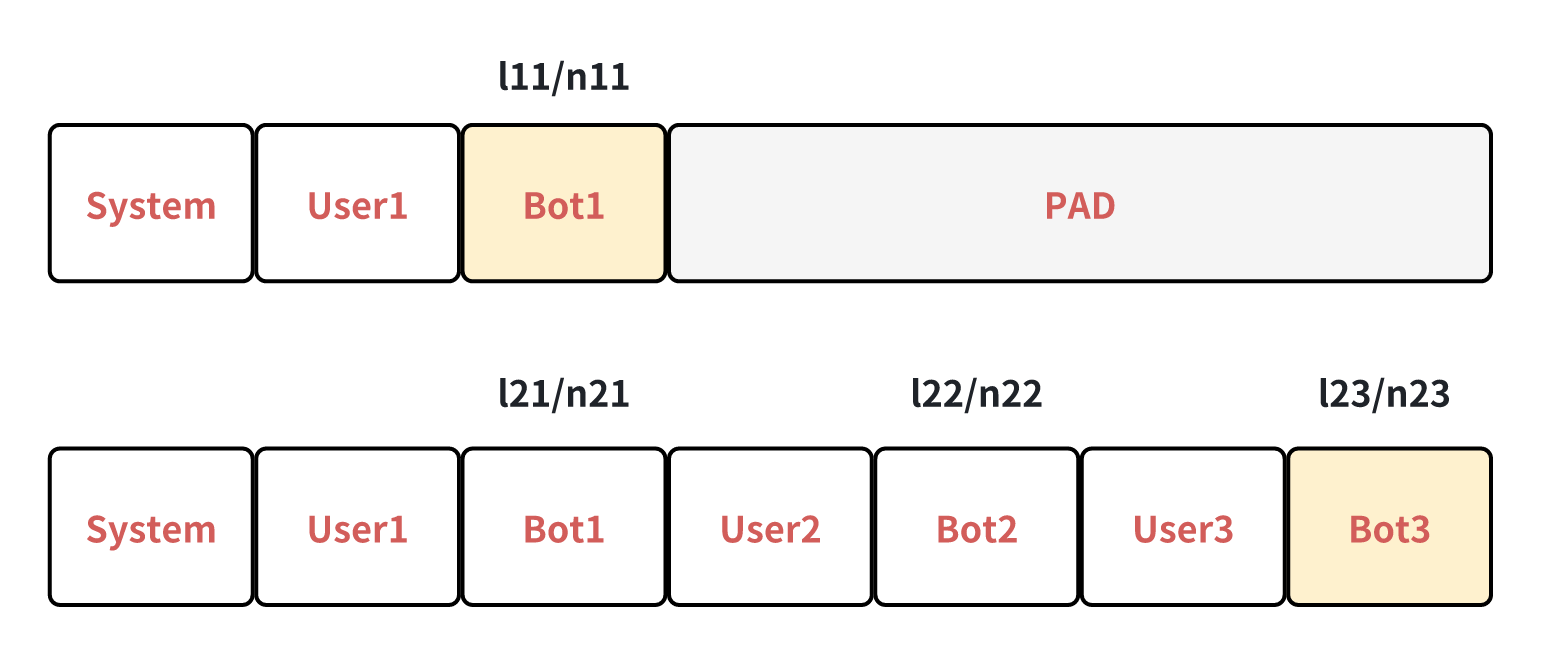 l11/n11
System User1 Bot1 PAD
l21/n21 l22/n22 l23/n23
System User1 Bot1 User2 Bot2 User3 Bot3